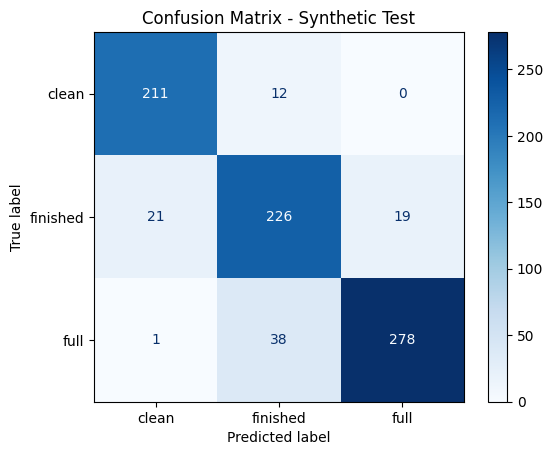 Confusion Matrix - Synthetic Test
True label
clean
211 12 0
finished
21 226 19
full
1 38 278
clean finished full
Predicted label
250
200
150
100
50
0